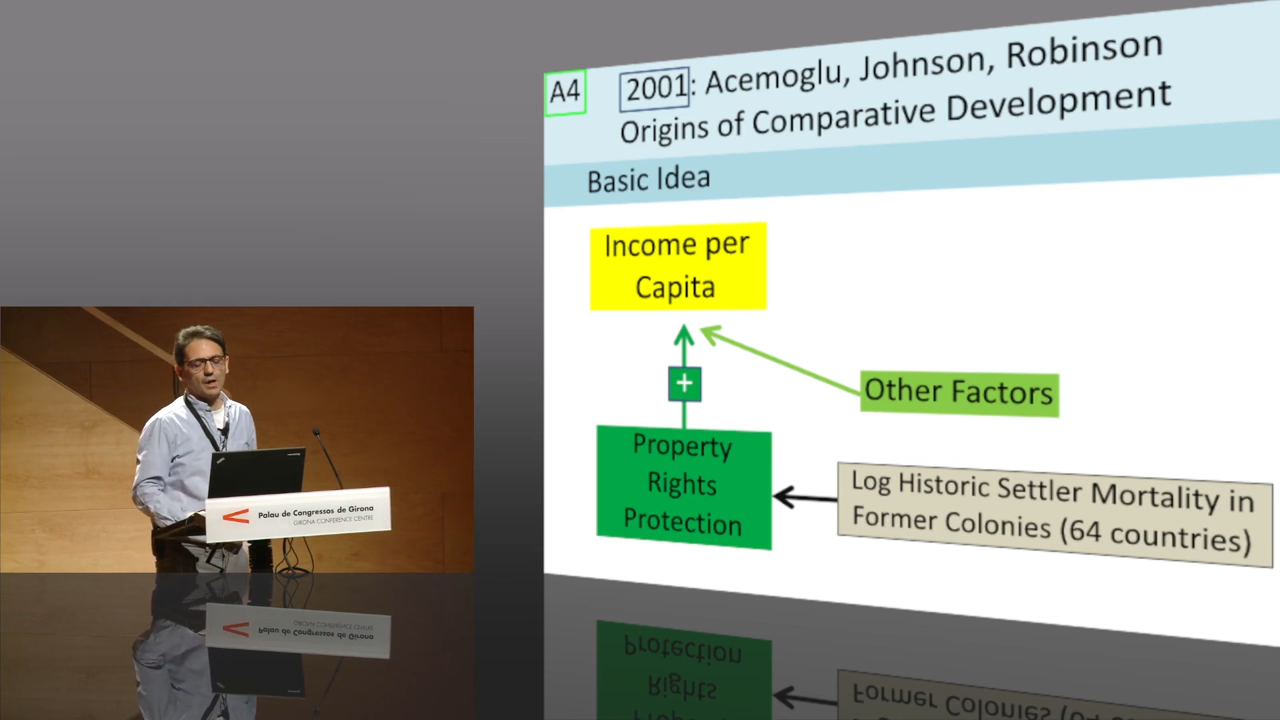 A4
2001: Acemoglu, Johnson, Robinson
Origins of Comparative Development
Basic Idea
Income per
Capita
+
Other Factors
Property
Rights
Protection
Log Historic Settler Mortality in
Former Colonies (64 countries)
Palau de Congressos de Girona
GIRONA CONFERENCE CENTRE